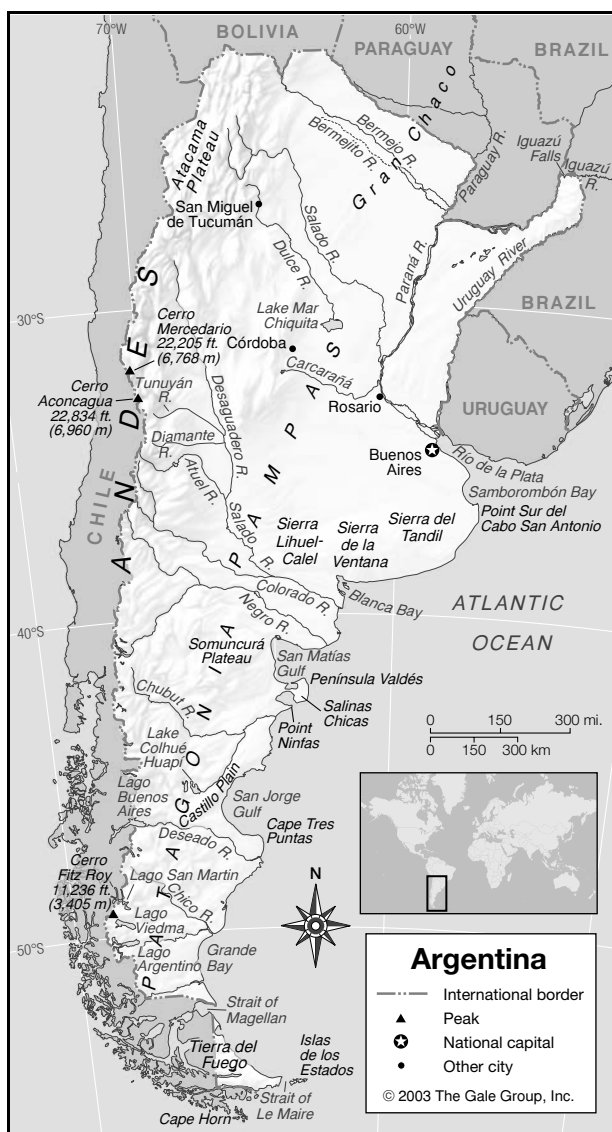 70°W
BOLIVIA
60°W
PARAGUAY
BRAZIL
Gran Chaco
Bermejo R.
Bermejito R.
Paraguay R.
Iguazú
Falls
Iguazú
R.
Atacama
Plateau
San Miguel
de Tucumán
Salado R.
Dulce R.
Paraná R.
Uruguay River
BRAZIL
30°S
Cerro
Mercedario
22,205 ft.
(6,768 m)
Lake Mar
Chiquita
Córdoba
Carcarañá
Rosario
URUGUAY
Cerro
Aconcagua
22,834 ft.
(6,960 m)
Tunuyán
R.
Desaguadero R.
Diamante
R.
Atuel R.
Salado R.
ANDES
CHILE
PAMPAS
Buenos
Aires
Río de la Plata
Samborombón Bay
Point Sur del
Cabo San Antonio
Sierra
Lihuel-
Calel
Sierra
de la
Ventana
Sierra del
Tandil
Colorado R.
Blanca Bay
Negro R.
ATLANTIC
OCEAN
40°S
Somuncurá
Plateau
San Matías
Gulf
Península Valdés
Salinas
Chicas
Point
Ninfas
Chubut R.
Lake
Colhué
Huapi
Lago
Buenos
Aires
Castillo Plain
San Jorge
Gulf
Cape Tres
Puntas
PATAGONIA
Deseado R.
Cerro
Fitz Roy
11,236 ft.
(3,405 m)
Lago San Martin
Chico R.
Lago
Viedma
Lago
Argentino
Grande
Bay
50°S
Strait of
Magellan
Tierra del
Fuego
Islas
de los
Estados
Strait of
Le Maire
Cape Horn
0 150 300 mi.
0 150 300 km
N
Argentina
International border
Peak
National capital
Other city
© 2003 The Gale Group, Inc.